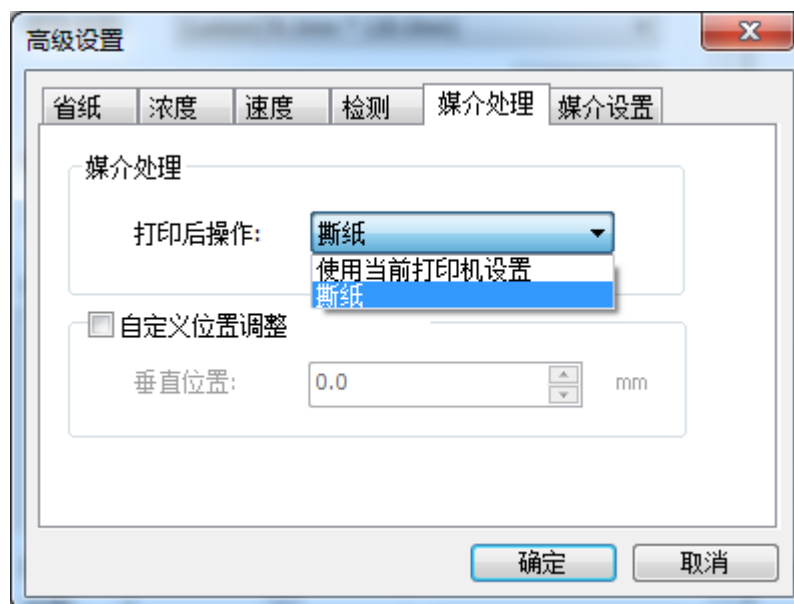 高级设置
省纸 浓度 速度 检测 媒介处理 媒介设置
媒介处理
打印后操作: 撕纸
使用当前打印机设置
撕纸
自定义位置调整
垂直位置: 0.0 mm
确定 取消